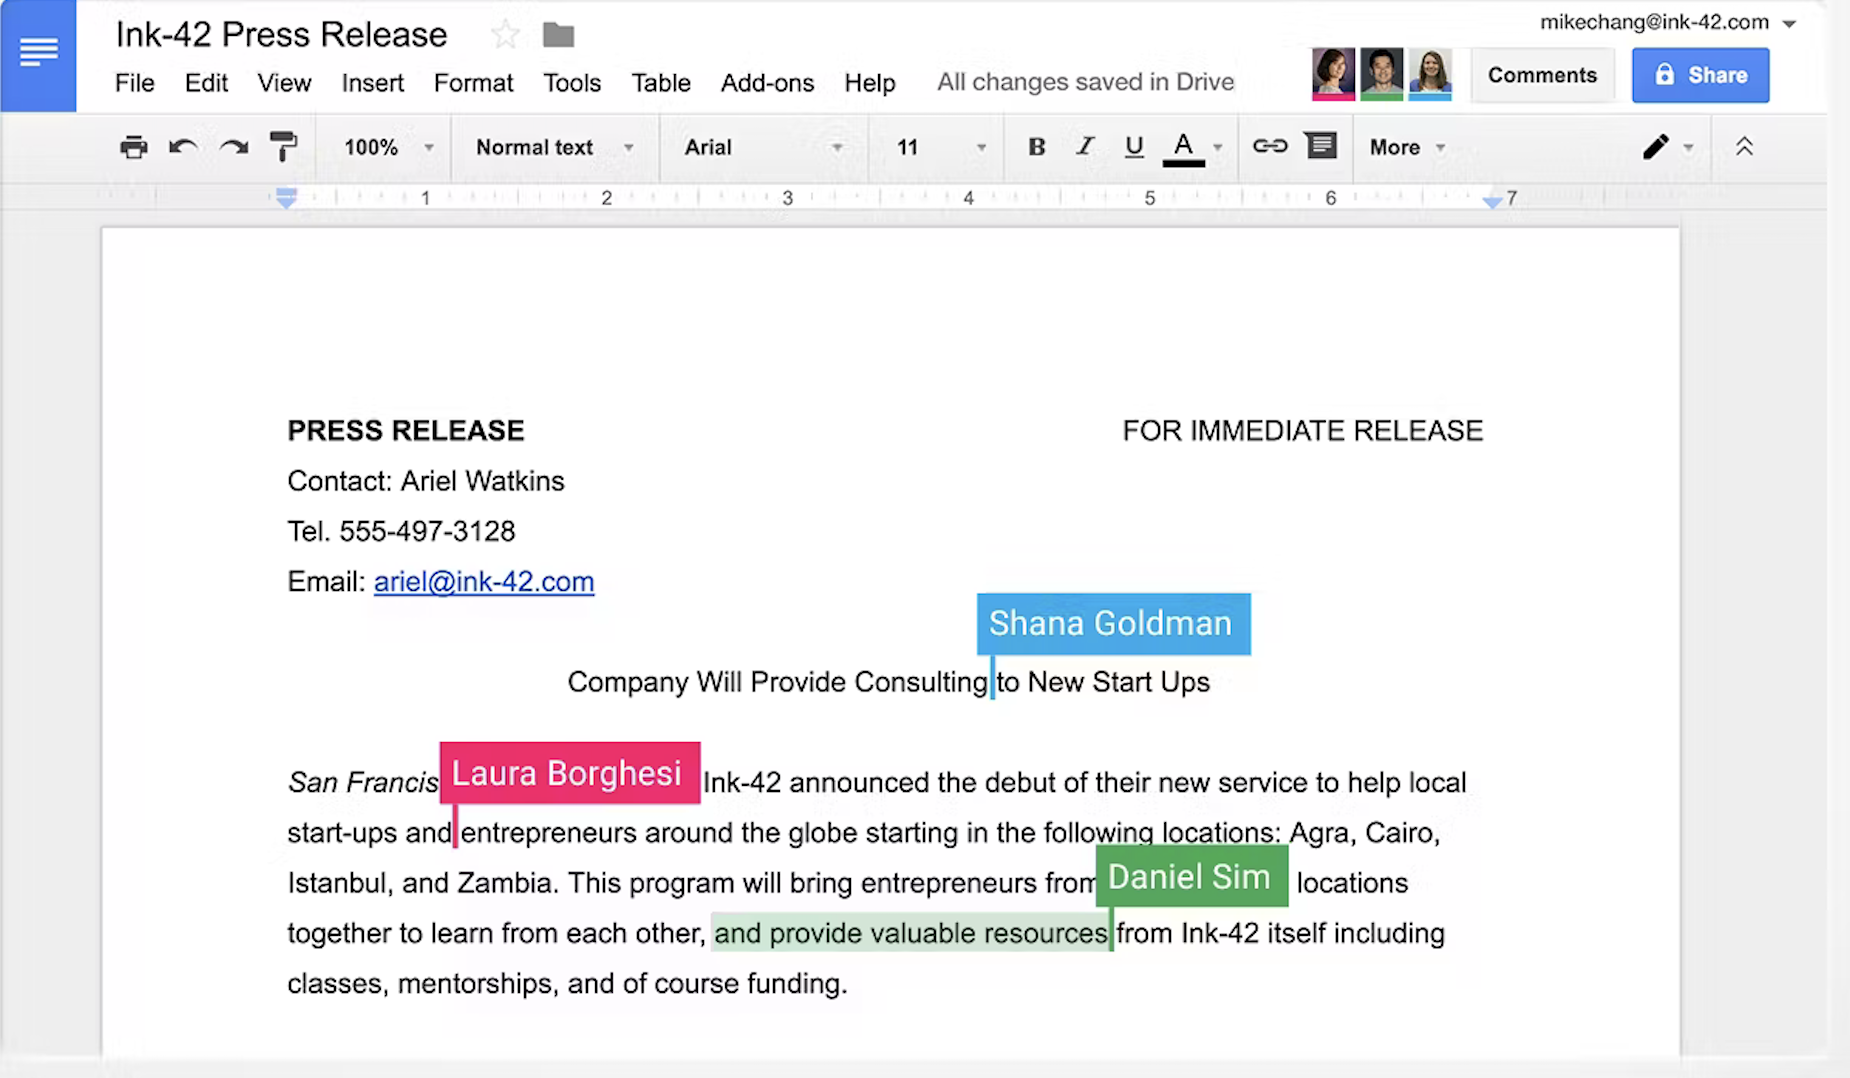 Ink-42 Press Release
mikechang@ink-42.com
File Edit View Insert Format Tools Table Add-ons Help All changes saved in Drive
Comments
Share
100% Normal text Arial 11 B I U A More
1 2 3 4 5 6 7
PRESS RELEASE FOR IMMEDIATE RELEASE
Contact: Ariel Watkins
Tel. 555-497-3128
Email: ariel@ink-42.com
Shana Goldman
Company Will Provide Consulting to New Start Ups
San Francis Laura Borghesi Ink-42 announced the debut of their new service to help local
start-ups and entrepreneurs around the globe starting in the following locations: Agra, Cairo,
Istanbul, and Zambia. This program will bring entrepreneurs from Daniel Sim locations
together to learn from each other, and provide valuable resources from Ink-42 itself including
classes, mentorships, and of course funding.